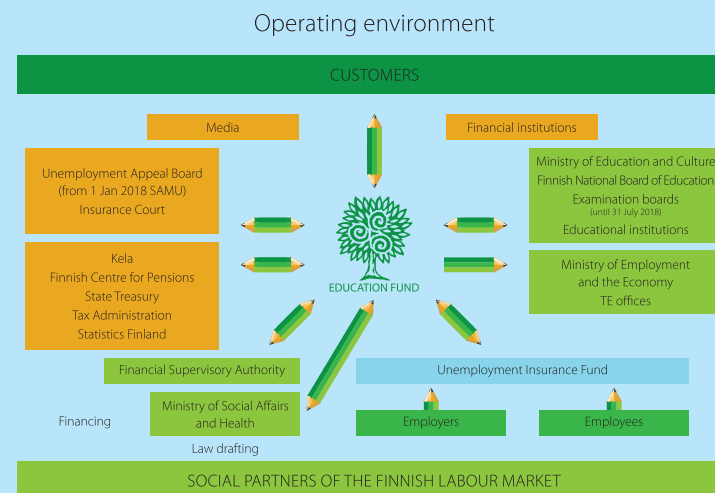 Operating environment
CUSTOMERS
Media
Financial institutions
Unemployment Appeal Board
(from 1 Jan 2018 SAMU)
Insurance Court
Ministry of Education and Culture
Finnish National Board of Education
Examination boards
(until 31 July 2018)
Educational institutions
Kela
Finnish Centre for Pensions
State Treasury
Tax Administration
Statistics Finland
EDUCATION FUND
Ministry of Employment
and the Economy
TE offices
Financial Supervisory Authority
Unemployment Insurance Fund
Financing
Ministry of Social Affairs
and Health
Employers
Employees
Law drafting
SOCIAL PARTNERS OF THE FINNISH LABOUR MARKET